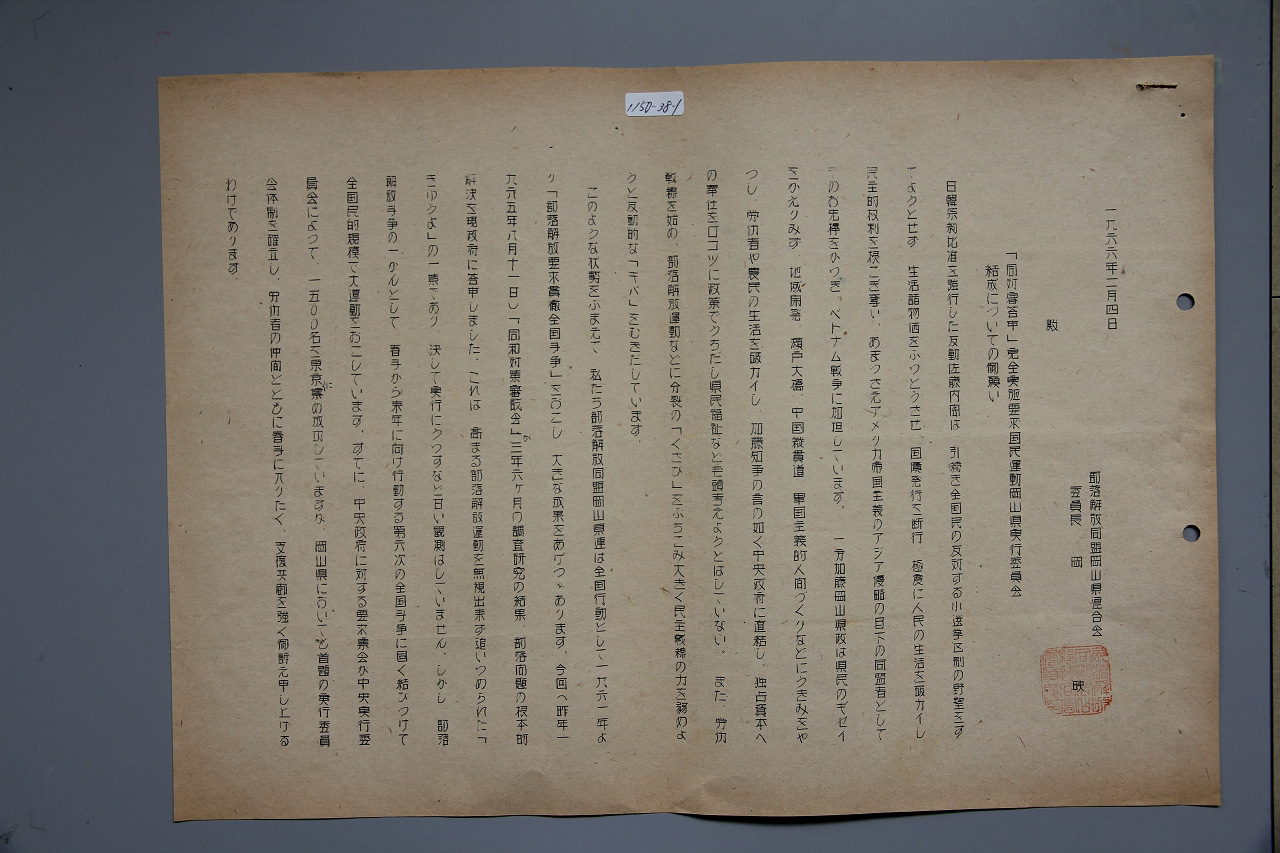 1150-38-1
一九六六年二月四日
部落解放同盟岡山県連合会
委員長 岡 映
殿
「同対審答申」完全実施要求国民運動岡山県実行委員会
結成についての御願い
日韓条約批准を強行した反動佐藤内閣は 引続き全国民の反対する小選挙区制の野望をす
てようとせず 生活諸物価をふっとうさせ、国債発行を断行 極度に人民の生活を破カイし
民主的权利を根こそぎ奪い、あまつさえアメリカ帝国主義のアジア侵略の目下の同盟者として
そのお先棒をかつぎ、ベトナム戦争に加担しています。 一方加藤岡山県政は県民のギセイ
をかえりみず 地域開発、瀬戸大橋、中国縦貫道 軍国主義的人間づくりなどにうきみをや
つし 労仂者や農民の生活を破カイし 加藤知事の言の如く中央政府に直結し、独占資本へ
の奉仕をロコツに政策でうちだし県民福祉など毛頭考えようとはしていない。 また、労仂
戦線を始め、部落解放運動などに分裂の「くさび」をぶちこみ大きく民主戦線の力を弱めよ
うと反動的な「キバ」をむきだしています。
このような状勢をふまえて 私たち部落解放同盟岡山県連は全国行動として一九六一年よ
り「部落解放要求貫徹全国斗争」をおこし 大きな成果をあげつゝあります。今回へ昨年一
九六五年八月十一日し「同和対策審議会」が三年六ヶ月の調査研究の結果、部落問題の根本的
解決を現政府に答申しました。これは 高まる部落解放運動を無視出来ず追いつめられた「
きゆうよ」の一策であり、決して実行にうつすなど甘い観測はしていません。しかし 部落
解放斗争の一かんとして 春斗から来年に向け行動する第六次の全国斗争に固く結びつけて
全国民的規模で大運動をおこしています。すでに、中央政府に対する要求集会が中央実行委
員会によって、一五〇〇名を東京に集の成功していますが 岡山県においても首題の実行委員
会体制を確立し、労仂者の仲間とともに春斗に入りたく、支援共斗を強く御訴え申し上げる
わけであります。